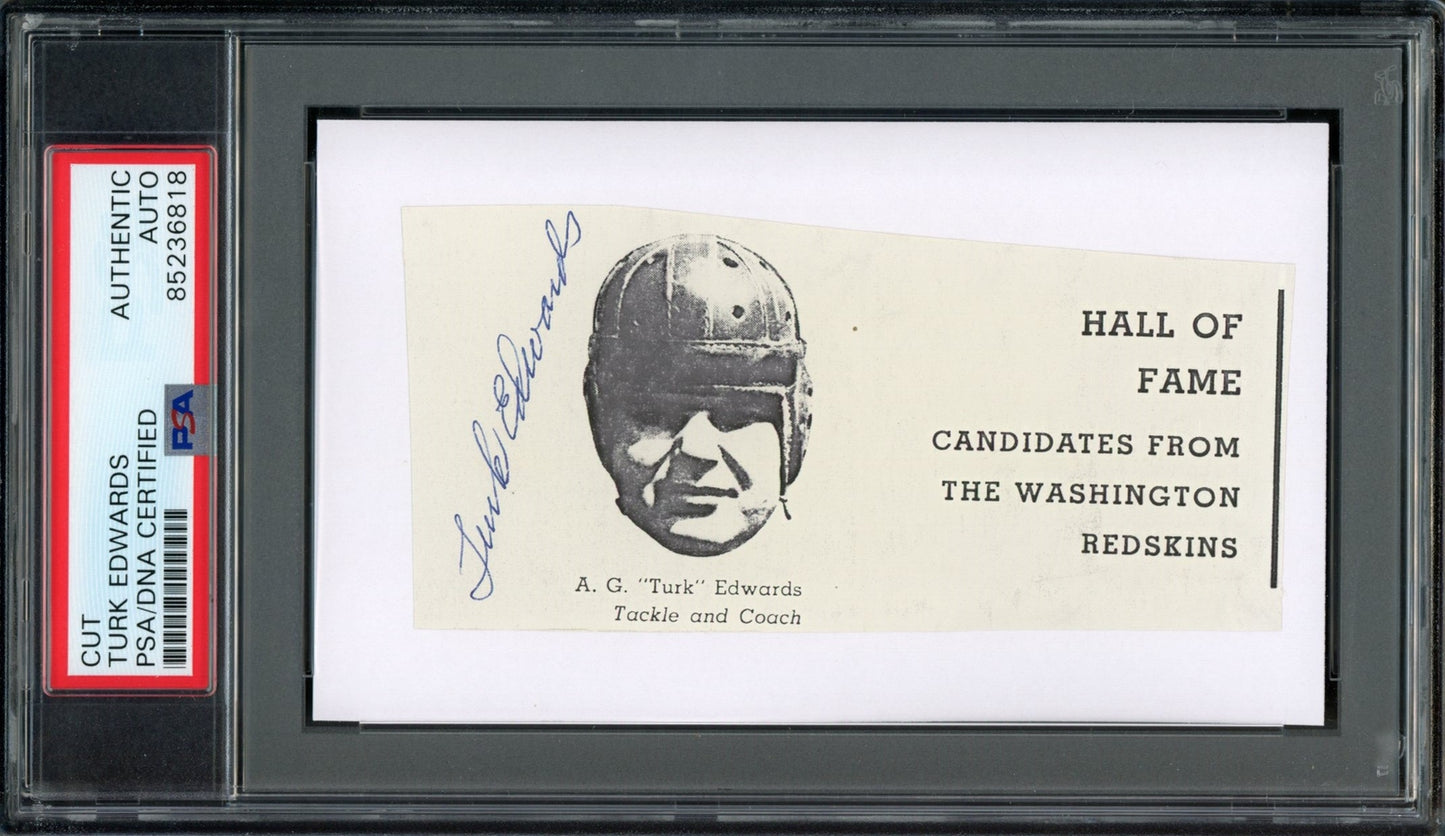 CUT
TURK EDWARDS
PSA/DNA CERTIFIED
AUTHENTIC
AUTO
85236818
PSA
Turk Edwards
A. G. "Turk" Edwards
Tackle and Coach
HALL OF
FAME
CANDIDATES FROM
THE WASHINGTON
REDSKINS